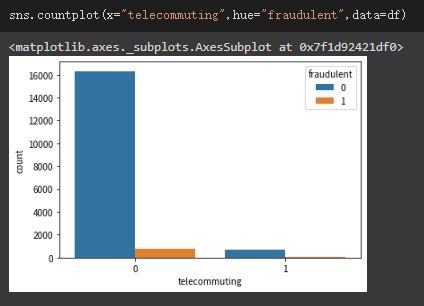 sns.countplot(x="telecommuting",hue="fraudulent",data=df)
<matplotlib.axes._subplots.AxesSubplot at 0x7f1d92421df0>
fraudulent
0
1
16000
14000
12000
10000
8000
6000
4000
2000
0
count
0 1
telecommuting